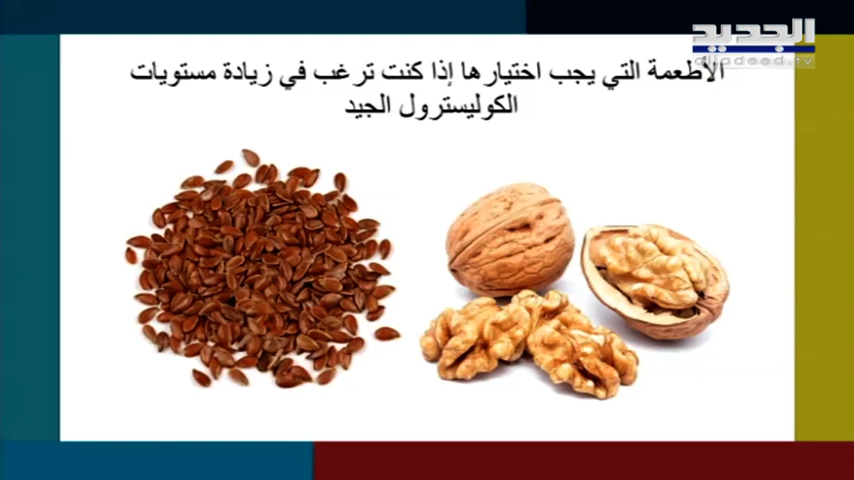 الجديد
aljadeed.tv
الأطعمة التي يجب اختيارها إذا كنت ترغب في زيادة مستويات
الكوليسترول الجيد